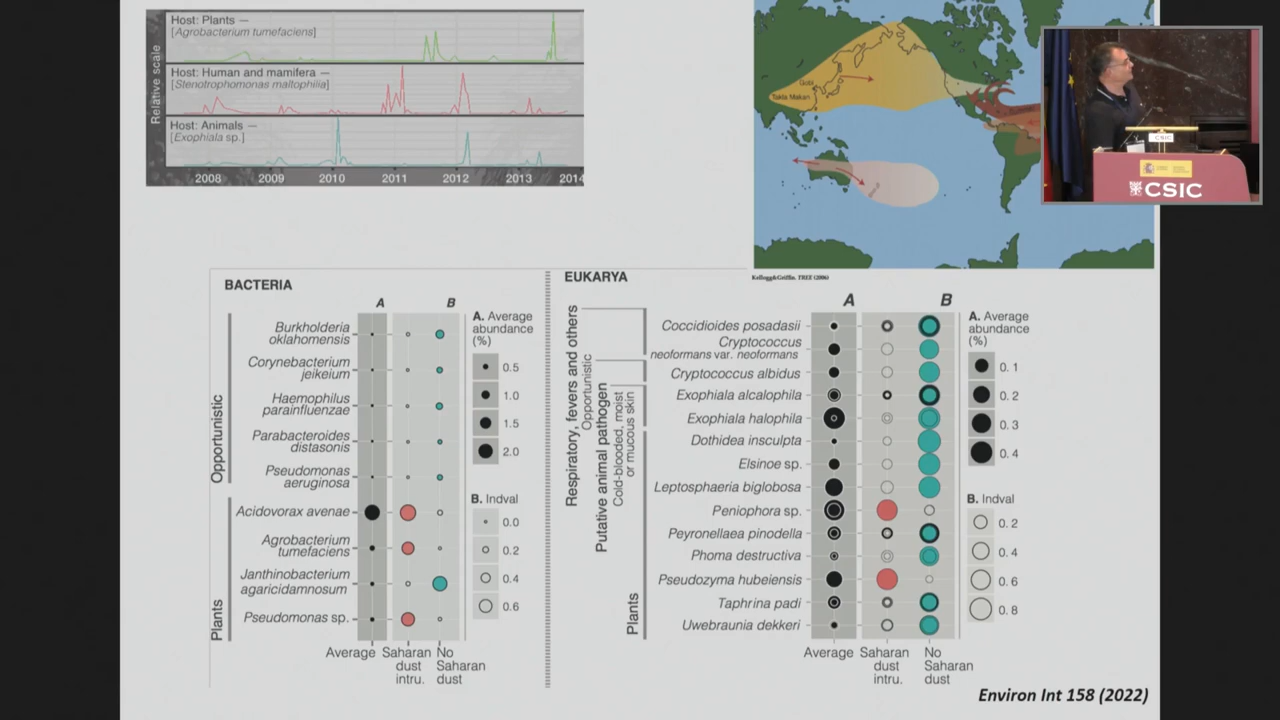 Relative scale
Host: Plants —
[Agrobacterium tumefaciens]
Host: Human and mamifera —
[Stenotrophomonas maltophilia]
Host: Animals —
[Exophiala sp.]
2008 2009 2010 2011 2012 2013 2014
Gobi
Takla Makan
CSIC
CSIC
Kellogg&Griffin. TREE (2006)
BACTERIA
A B
Opportunistic
Burkholderia
oklahomensis
Corynebacterium
jeikeium
Haemophilus
parainfluenzae
Parabacteroides
distasonis
Pseudomonas
aeruginosa
Plants
Acidovorax avenae
Agrobacterium
tumefaciens
Janthinobacterium
agaricidamnosum
Pseudomonas sp.
Average
Saharan
dust
intru.
No
Saharan
dust
A. Average
abundance
(%)
0.5
1.0
1.5
2.0
B. Indval
0.0
0.2
0.4
0.6
EUKARYA
A B
Respiratory, fevers and others
Opportunistic
Putative animal pathogen
Cold-blooded, moist
or mucous skin
Plants
Coccidioides posadasii
Cryptococcus
neoformans var. neoformans
Cryptococcus albidus
Exophiala alcalophila
Exophiala halophila
Dothidea insculpta
Elsinoe sp.
Leptosphaeria biglobosa
Peniophora sp.
Peyronellaea pinodella
Phoma destructiva
Pseudozyma hubeiensis
Taphrina padi
Uwebraunia dekkeri
Average
Saharan
dust
intru.
No
Saharan
dust
A. Average
abundance
(%)
0. 1
0. 2
0. 3
0. 4
B. Indval
0. 2
0. 4
0. 6
0. 8
Environ Int 158 (2022)